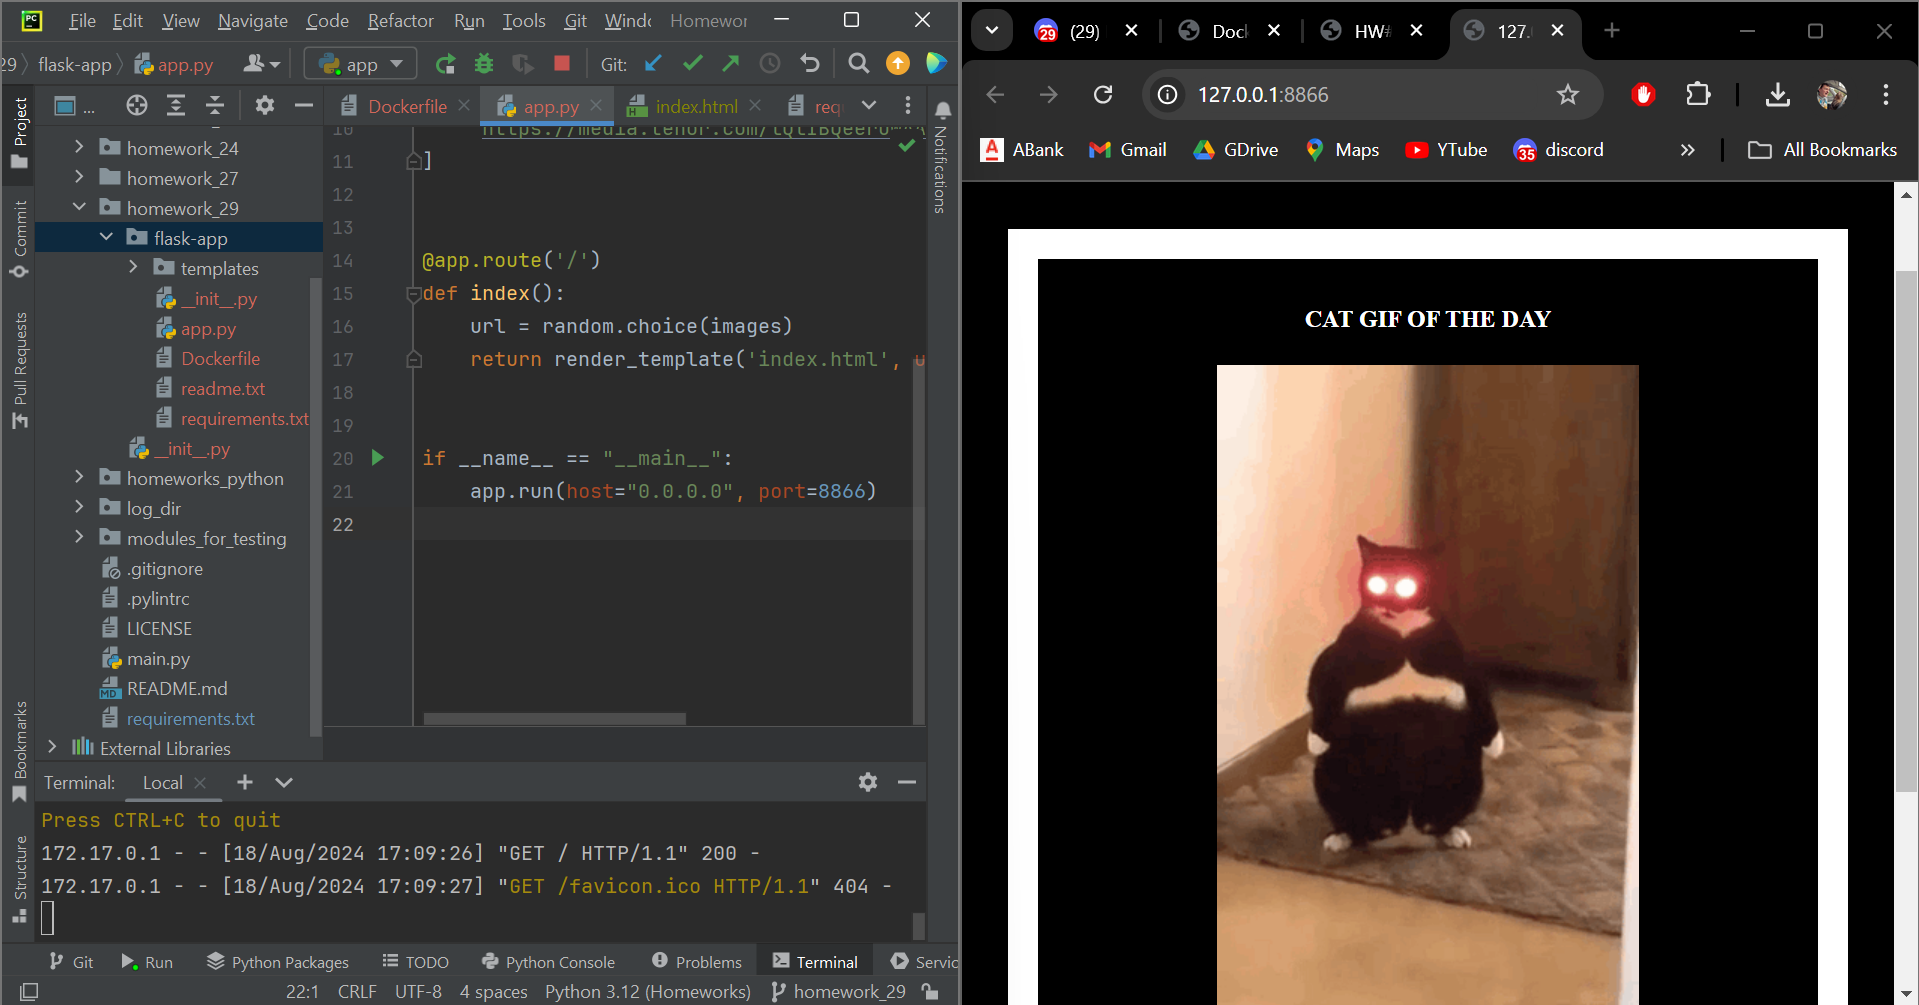 File Edit View Navigate Code Refactor Run Tools Git Windo Homewor
29 flask-app app.py app Git:
Dockerfile app.py index.html req
Project
Commit
Pull Requests
Bookmarks
Structure
homework_24
homework_27
homework_29
flask-app
templates
__init__.py
app.py
Dockerfile
readme.txt
requirements.txt
__init__.py
homeworks_python
log_dir
modules_for_testing
.gitignore
.pylintrc
LICENSE
main.py
README.md
requirements.txt
External Libraries
10
11 ]
12
13
14 @app.route('/')
15 def index():
16 url = random.choice(images)
17 return render_template('index.html', u
18
19
20 if __name__ == "__main__":
21 app.run(host="0.0.0.0", port=8866)
22
Notifications
Terminal: Local
Press CTRL+C to quit
172.17.0.1 - - [18/Aug/2024 17:09:26] "GET / HTTP/1.1" 200 -
172.17.0.1 - - [18/Aug/2024 17:09:27] "GET /favicon.ico HTTP/1.1" 404 -
Git Run Python Packages TODO Python Console Problems Terminal Servic
22:1 CRLF UTF-8 4 spaces Python 3.12 (Homeworks) homework_29
29 (29) Doc HW# 127.
127.0.0.1:8866
ABank Gmail GDrive Maps YTube 35 discord All Bookmarks
CAT GIF OF THE DAY